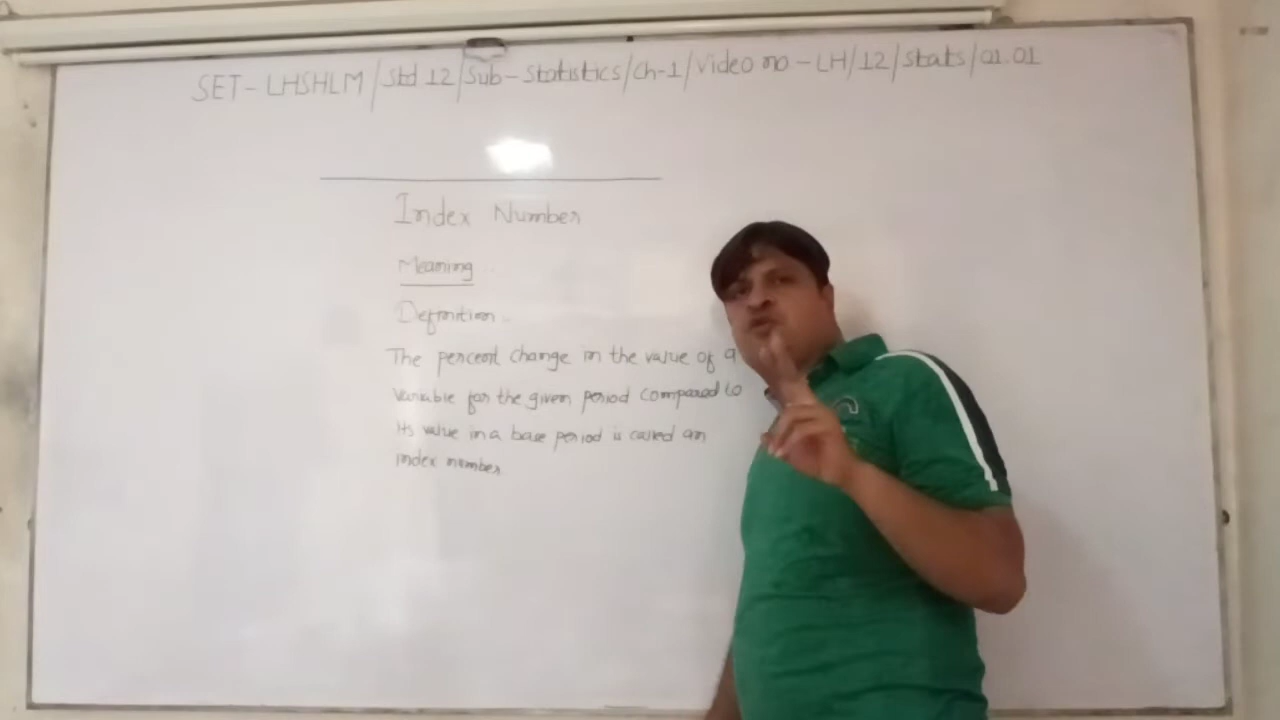 SET - LHSHLM / Std 12 / Sub - Statistics / Ch-1 / Video no - LH/12/Stats/01.01
Index Number
Meaning
Definition
The percent change in the value of a
variable for the given period compared to
its value in a base period is called an
index number